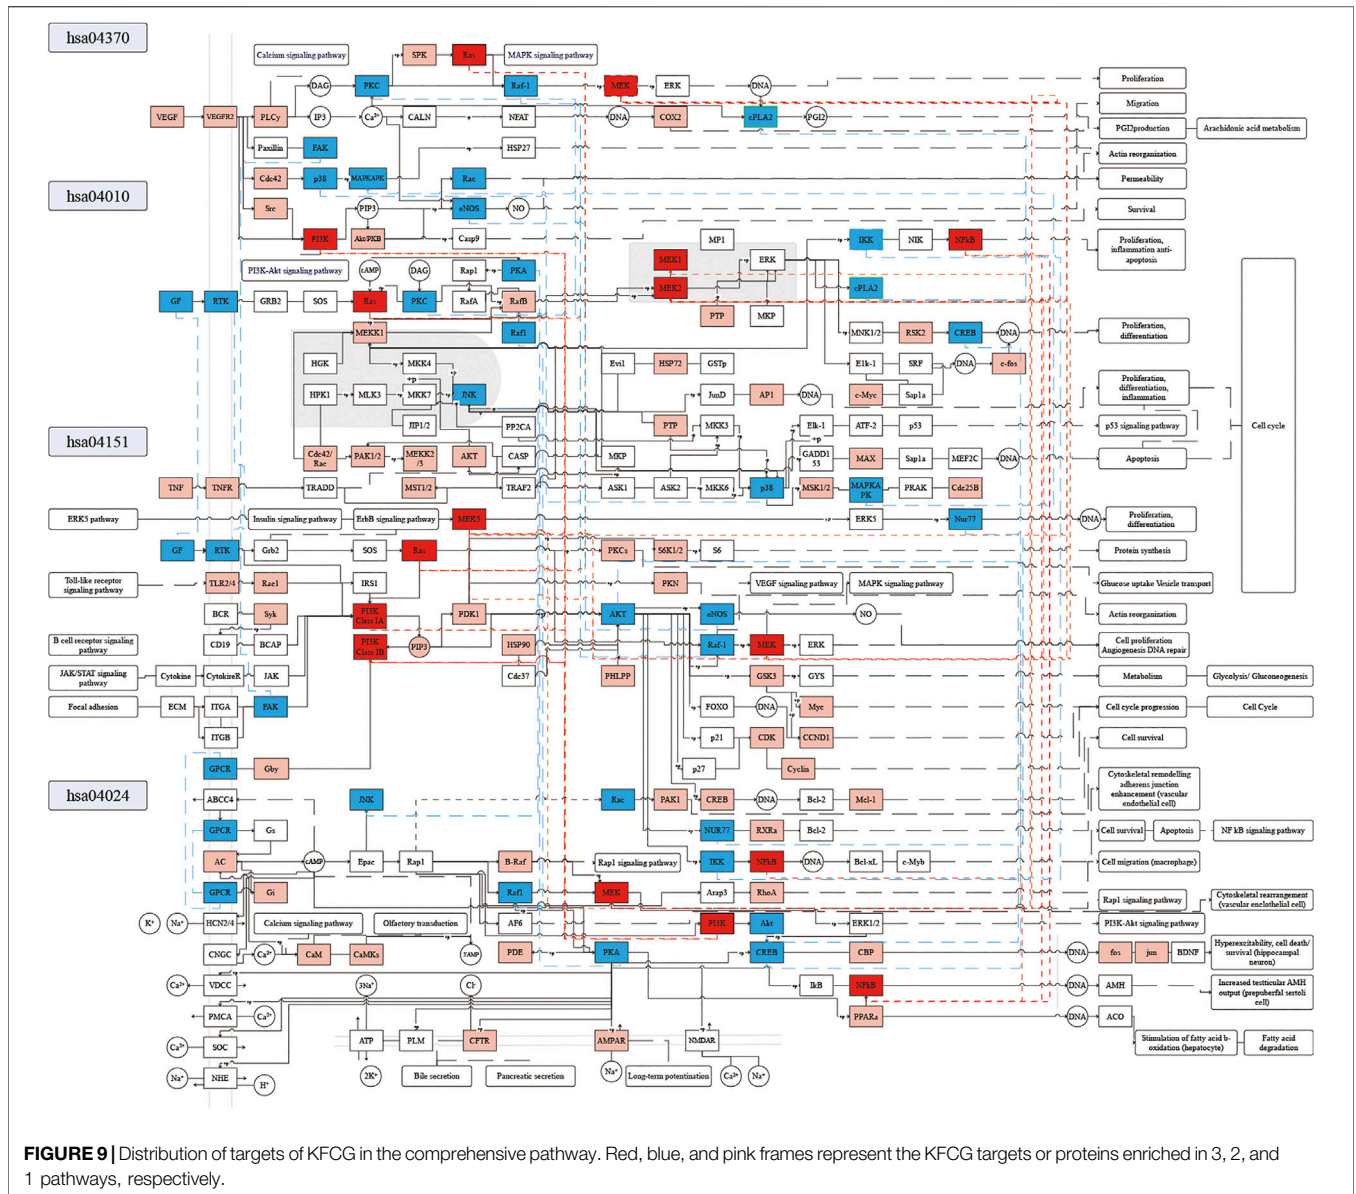 hsa04370
Calcium signaling pathway
SPK
Ras
MAPK signaling pathway
DAG
PKC
Raf-1
MEK
ERK
DNA
Proliferation
Migration
VEGF
VEGFR2
PLCy
IP3
Ca²⁺
CALN
NFAT
DNA
COX2
cPLA2
PGI2
PGI2production
Arachidonic acid metabolism
Paxillin
FAK
HSP27
Actin reorganization
Cdc42
p38
MAPKAPK
Rac
Permeability
hsa04010
Src
PIP3
eNOS
NO
Survival
PI3K
Akt/PKB
Casp9
MP1
IKK
NIK
NFkB
Proliferation,
inflammation anti-
apoptosis
PI3K-Akt signaling pathway
cAMP
DAG
Rap1
PKA
MEK1
ERK
GF
RTK
GRB2
SOS
Ras
PKC
RafA
RafB
MEK2
cPLA2
PTP
MKP
MEKK1
Raf1
MNK1/2
RSK2
CREB
DNA
Proliferation,
differentiation
HGK
MKK4
Evi1
HSP72
GSTp
E1k-1
SRF
DNA
c-fos
HPK1
MLK3
MKK7
JNK
JunD
AP1
DNA
c-Myc
Sap1a
Proliferation,
differentiation,
inflammation
Cell cycle
hsa04151
JIP1/2
PP2CA
PTP
MKK3
Elk-1
ATF-2
p53
p53 signaling pathway
Cdc42/
Rac
PAK1/2
MEKK2
/3
AKT
CASP
MKP
GADD1
53
MAX
Sap1a
MEF2C
DNA
Apoptosis
TNF
TNFR
TRADD
MST1/2
TRAF2
ASK1
ASK2
MKK6
p38
MSK1/2
MAPKA
PK
PRAK
Cdc25B
ERK5 pathway
Insulin signaling pathway
ErbB signaling pathway
MEK5
ERK5
Nur77
DNA
Proliferation,
differentiation
GF
RTK
Grb2
SOS
Ras
PKCs
S6K1/2
S6
Protein synthesis
Toll-like receptor
signaling pathway
TLR2/4
Rac1
IRS1
PKN
VEGF signaling pathway
MAPK signaling pathway
Ghucose uptake Vesicle transport
BCR
Syk
PI3K
Class IA
PDK1
AKT
eNOS
NO
Actin reorganization
B cell receptor signaling
pathway
CD19
BCAP
PI3K
Class IB
PIP3
HSP90
Raf-1
MEK
ERK
Cell proliferation
Angiogenesis DNA repair
JAK/STAT signaling
pathway
Cytokine
CytokireR
JAK
Cdc37
PHLPP
GSK3
GYS
Metabolism
Glycolysis/ Gluconeogenesis
Focal adhesion
ECM
ITGA
FAK
FOXO
DNA
Myc
Cell cycle progression
Cell Cycle
ITGB
p21
CDK
CCND1
Cell survival
GPCR
Gby
p27
Cyclin
Cytoskeletal remodelling
adherens junction
enhancement (vascular
endothelial cell)
hsa04024
ABCC4
JNK
Rac
PAK1
CREB
DNA
Bcl-2
Mcl-1
GPCR
Gs
NUR77
RXRa
Bcl-2
Cell survival
Apoptosis
NF kB signaling pathway
AC
cAMP
Epac
Rap1
B-Raf
Rap1 signaling pathway
IKK
NFkB
DNA
Bcl-xL
c-Myb
Cell migration (macrophage)
GPCR
Gi
Raf1
MEK
Arap3
RhoA
Rap1 signaling pathway
Cytoskeletal rearrangement
(vascular enclothelial cell)
K⁺
Na⁺
HCN2/4
Calcium signaling pathway
Olfactory transduction
AF6
PI3K
Akt
ERK1/2
PI3K-Akt signaling pathway
CNGC
Ca²⁺
CaM
CaMKs
5'AMP
PDE
PKA
CREB
CBP
DNA
fos
jun
BDNF
Hyperexcitability, cell death/
survival (hippocampal
neuron)
Ca²⁺
VDCC
3Na⁺
Cl⁻
IkB
NFkB
DNA
AMH
Increased testticular AMH
output (prepuberfal sertoli
cell)
PMCA
Ca²⁺
PPARa
DNA
ACO
Ca²⁺
SOC
ATP
PLM
CFTR
AMPAR
NMDAR
Stimulation of fatty acid b-
oxidation (hepatocyte)
Fatty acid
degradation
Na⁺
NHE
H⁺
2K⁺
Bile secretion
Pancreatic secretion
Na⁺
Long-term potentination
Ca²⁺
Na⁺
FIGURE 9 | Distribution of targets of KFCG in the comprehensive pathway. Red, blue, and pink frames represent the KFCG targets or proteins enriched in 3, 2, and
1 pathways, respectively.